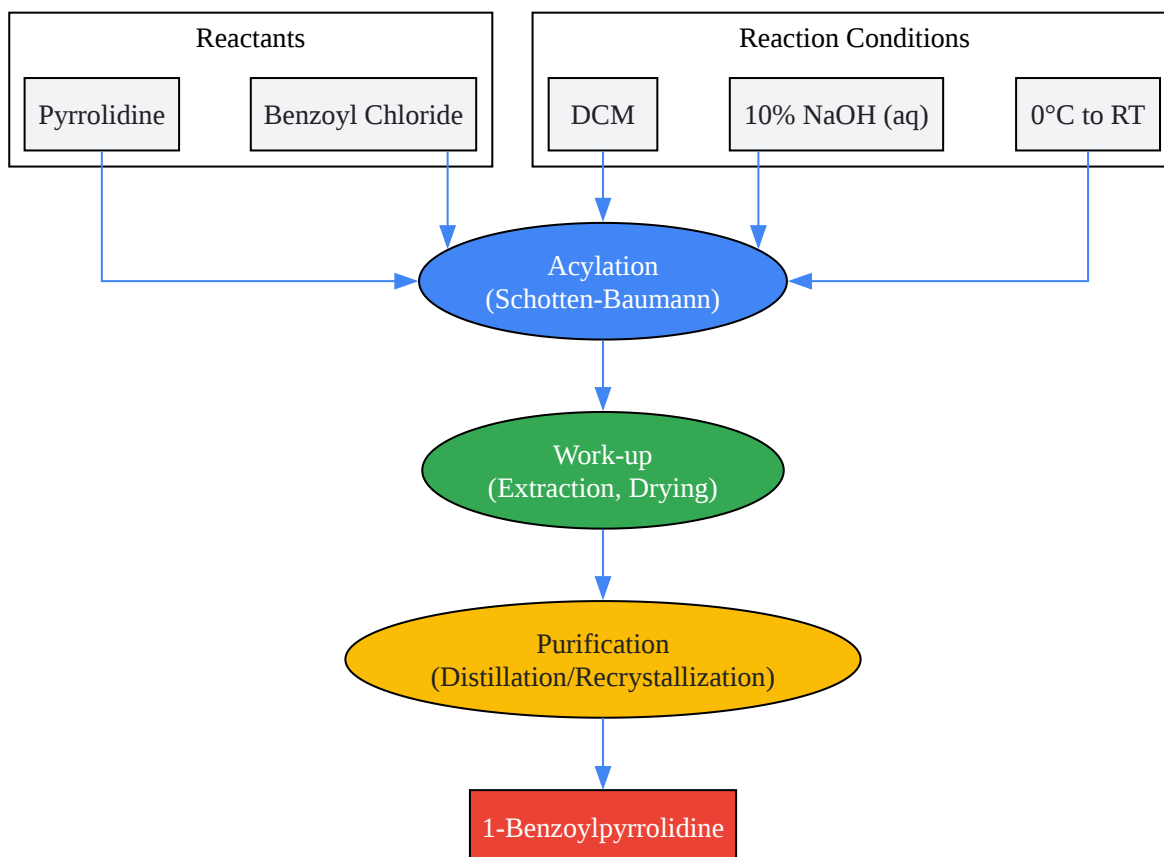 Reactants
Reaction Conditions
Pyrrolidine
Benzoyl Chloride
DCM
10% NaOH (aq)
0°C to RT
Acylation
(Schotten-Baumann)
Work-up
(Extraction, Drying)
Purification
(Distillation/Recrystallization)
1-Benzoylpyrrolidine